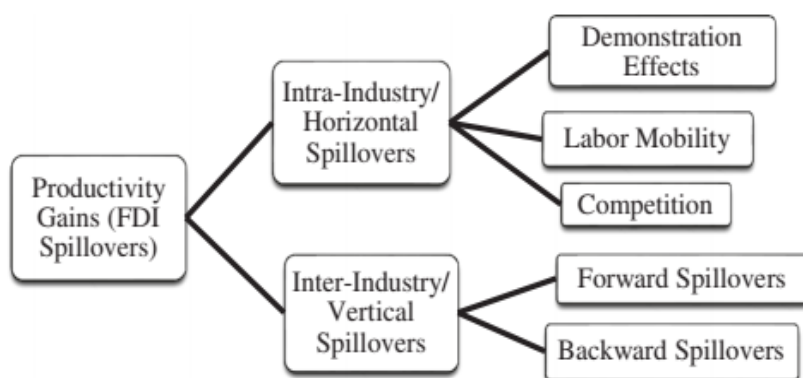 Productivity
Gains (FDI
Spillovers)
Intra-Industry/
Horizontal
Spillovers
Demonstration
Effects
Labor Mobility
Competition
Inter-Industry/
Vertical
Spillovers
Forward Spillovers
Backward Spillovers